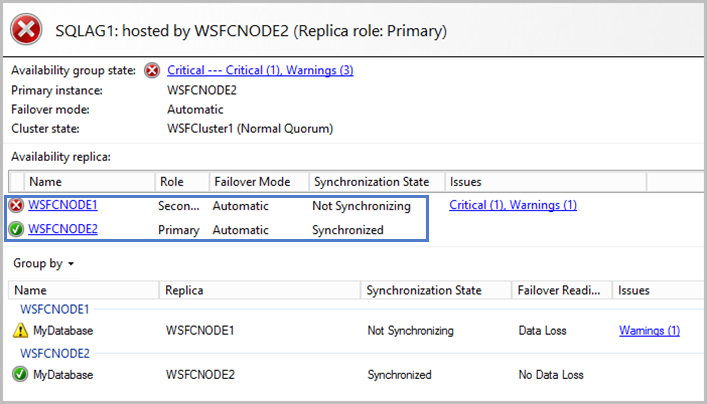 SQLAG1: hosted by WSFCNODE2 (Replica role: Primary)
Availability group state: Critical --- Critical (1), Warnings (3)
Primary instance: WSFCNODE2
Failover mode: Automatic
Cluster state: WSFCluster1 (Normal Quorum)
Availability replica:
Name Role Failover Mode Synchronization State Issues
WSFCNODE1 Secon... Automatic Not Synchronizing Critical (1), Warnings (1)
WSFCNODE2 Primary Automatic Synchronized
Group by
Name Replica Synchronization State Failover Readi... Issues
WSFCNODE1
MyDatabase WSFCNODE1 Not Synchronizing Data Loss Warnings (1)
WSFCNODE2
MyDatabase WSFCNODE2 Synchronized No Data Loss